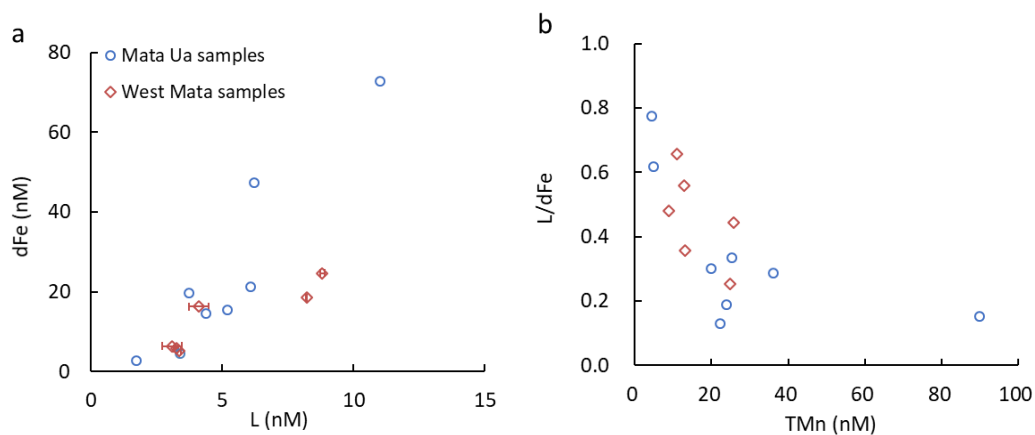 a
80
60
40
20
0
dFe (nM)
Mata Ua samples
West Mata samples
0 5 10 15
L (nM)
b
1.0
0.8
0.6
0.4
0.2
0.0
L/dFe
0 20 40 60 80 100
TMn (nM)